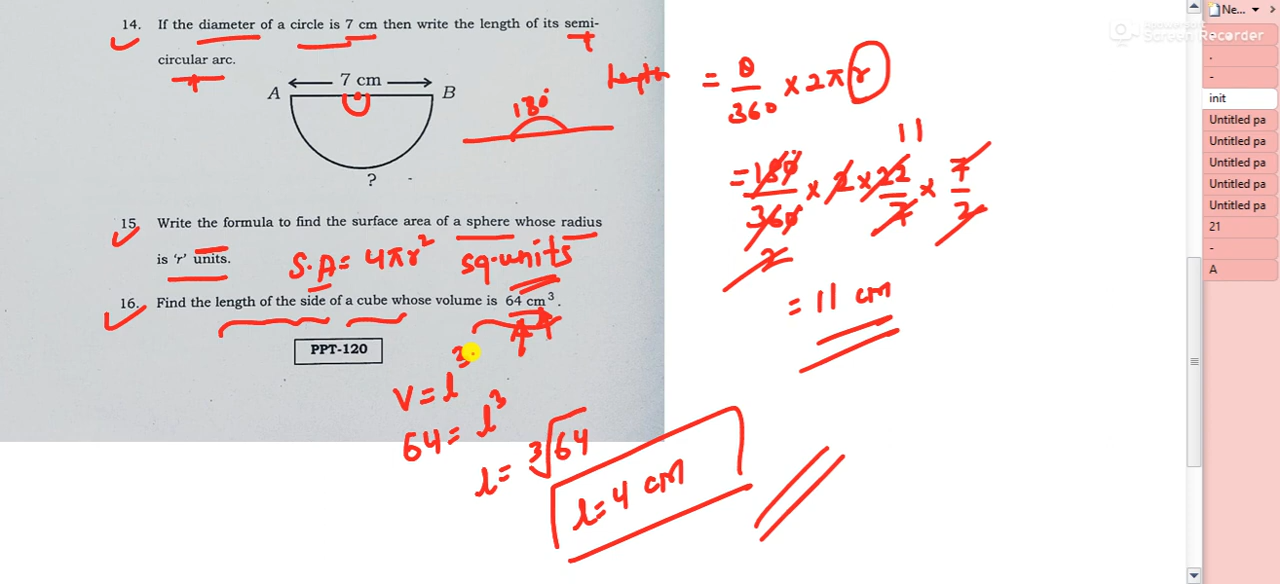 14. If the diameter of a circle is 7 cm then write the length of its semi-
circular arc.
7 cm
A B
?
180°
length = θ/360 × 2πr
= 180/360 × 2 × 22/7 × 7/2
11
2
= 11 cm
15. Write the formula to find the surface area of a sphere whose radius
is 'r' units.
S.A = 4πr² sq.units
16. Find the length of the side of a cube whose volume is 64 cm³.
PPT-120
V = l³
64 = l³
l = ³√64
l = 4 cm
Screen Recorder
Ne...
.
-
init
Untitled pa
Untitled pa
Untitled pa
Untitled pa
Untitled pa
21
-
A